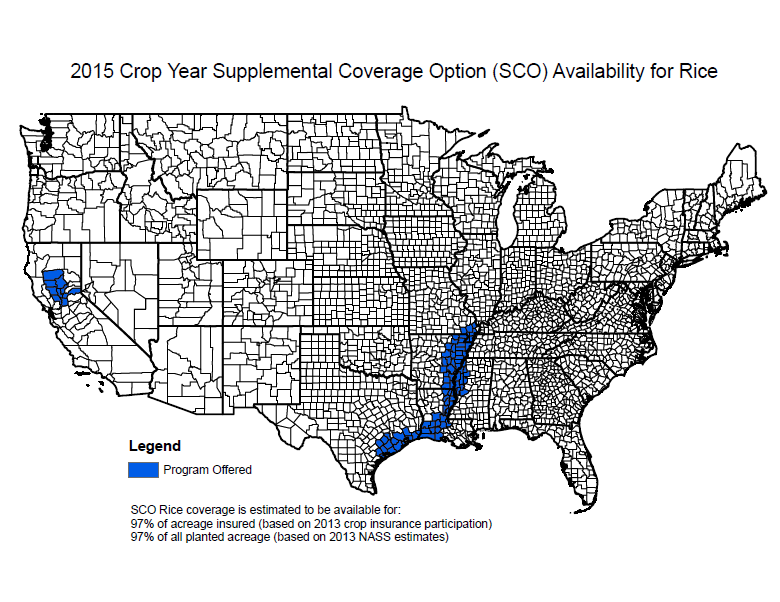 2015 Crop Year Supplemental Coverage Option (SCO) Availability for Rice
Legend
Program Offered
SCO Rice coverage is estimated to be available for:
97% of acreage insured (based on 2013 crop insurance participation)
97% of all planted acreage (based on 2013 NASS estimates)